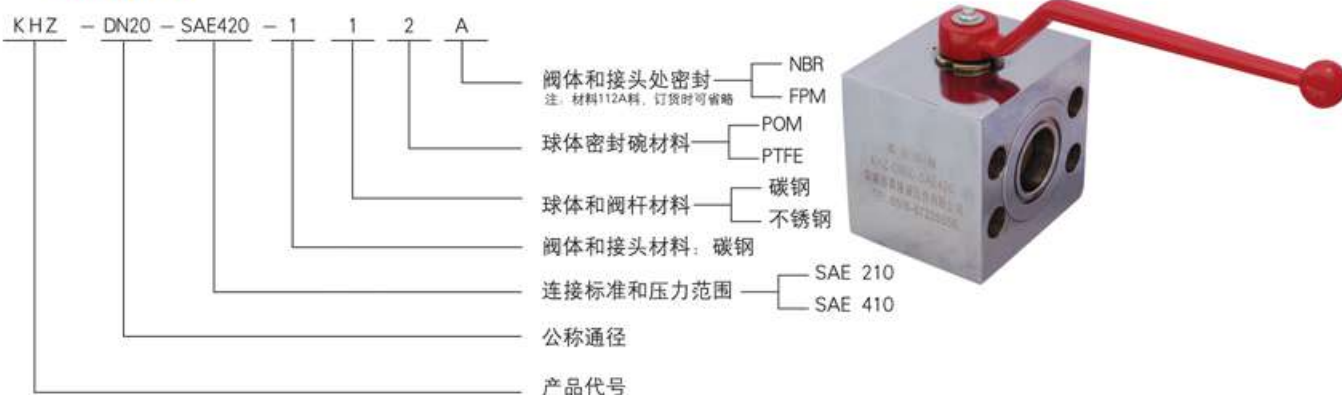 KHZ - DN20 - SAE420 - 1 1 2 A
阀体和接头处密封 NBR
注：材料112A料，订货时可省略 FPM
球体密封碗材料 POM
PTFE
球体和阀杆材料 碳钢
不锈钢
阀体和接头材料：碳钢
连接标准和压力范围 SAE 210
SAE 410
公称通径
产品代号